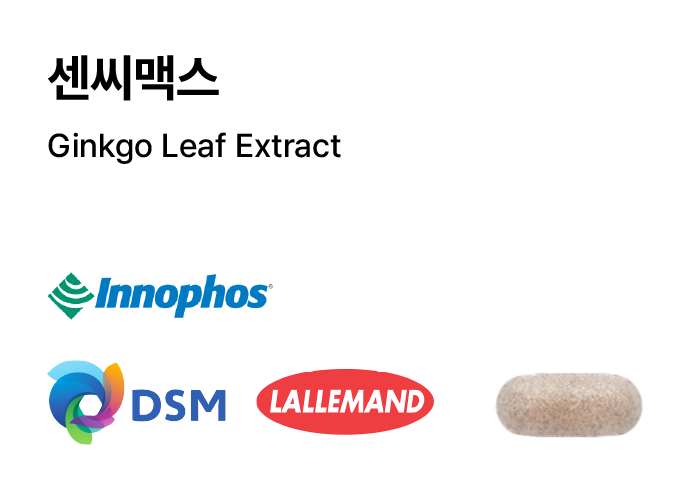 센씨맥스
Ginkgo Leaf Extract
Innophos®
DSM
LALLEMAND